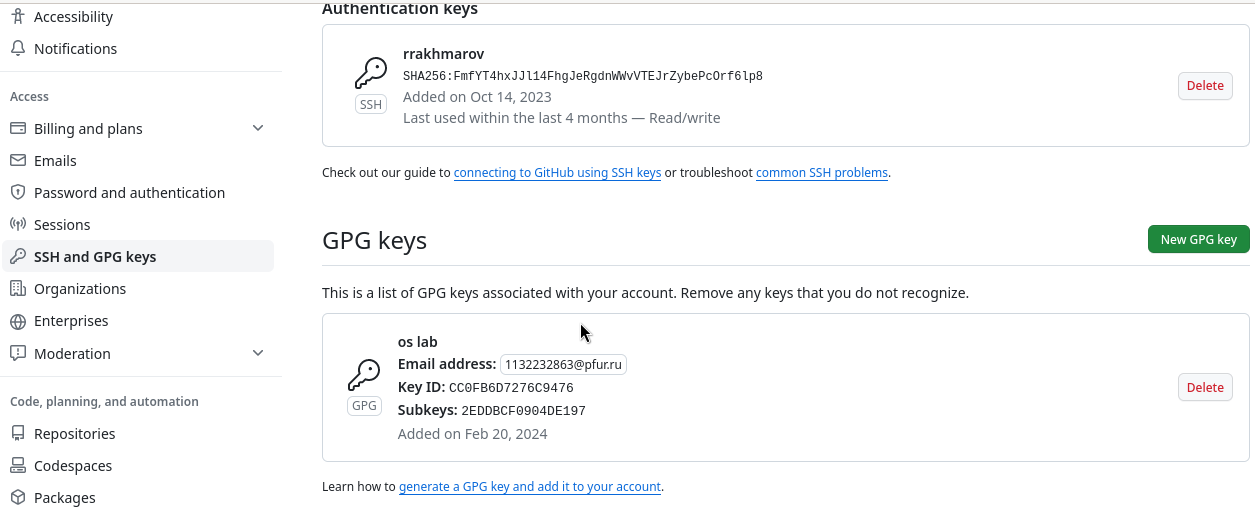 Accessibility
Notifications
Access
Billing and plans
Emails
Password and authentication
Sessions
SSH and GPG keys
Organizations
Enterprises
Moderation
Code, planning, and automation
Repositories
Codespaces
Packages
Authentication keys
rrakhmarov
SHA256:FmfYT4hxJJl14FhgJeRgdnWWvVTEJrZybePcOrf6lp8
Added on Oct 14, 2023
Last used within the last 4 months — Read/write
SSH
Delete
Check out our guide to connecting to GitHub using SSH keys or troubleshoot common SSH problems.
GPG keys
New GPG key
This is a list of GPG keys associated with your account. Remove any keys that you do not recognize.
os lab
Email address: 1132232863@pfur.ru
Key ID: CC0FB6D7276C9476
Subkeys: 2EDDBCF0904DE197
Added on Feb 20, 2024
GPG
Delete
Learn how to generate a GPG key and add it to your account.